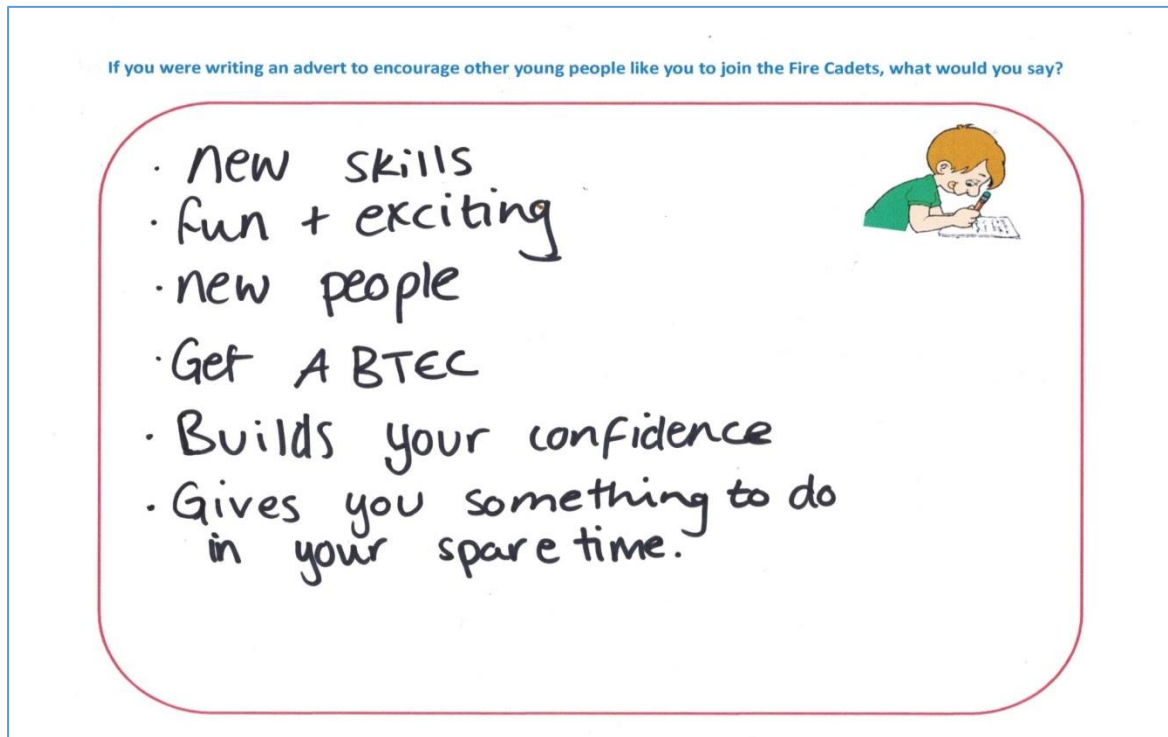 If you were writing an advert to encourage other young people like you to join the Fire Cadets, what would you say?
· new skills
· fun + exciting
· new people
· Get A BTEC
· Builds your confidence
· Gives you something to do
in your spare time.